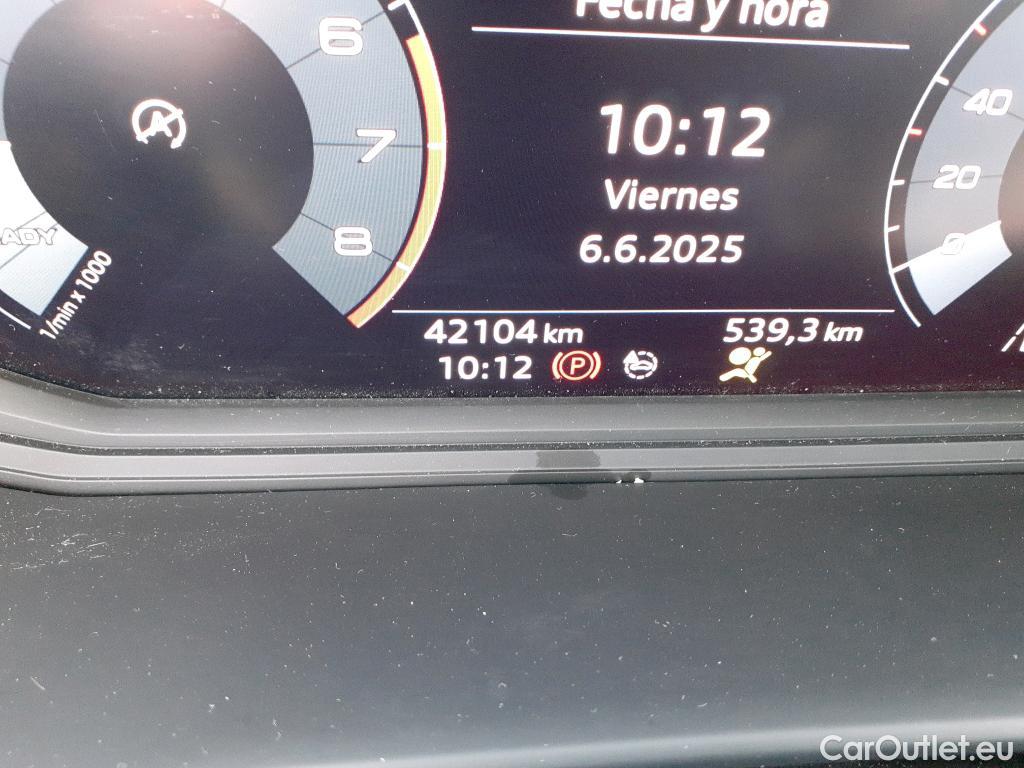 Fecha y hora
10:12
Viernes
6.6.2025
6
7
8
READY
1/min x 1000
A
40
20
0
42104 km
539,3 km
10:12
P
CarOutlet.eu